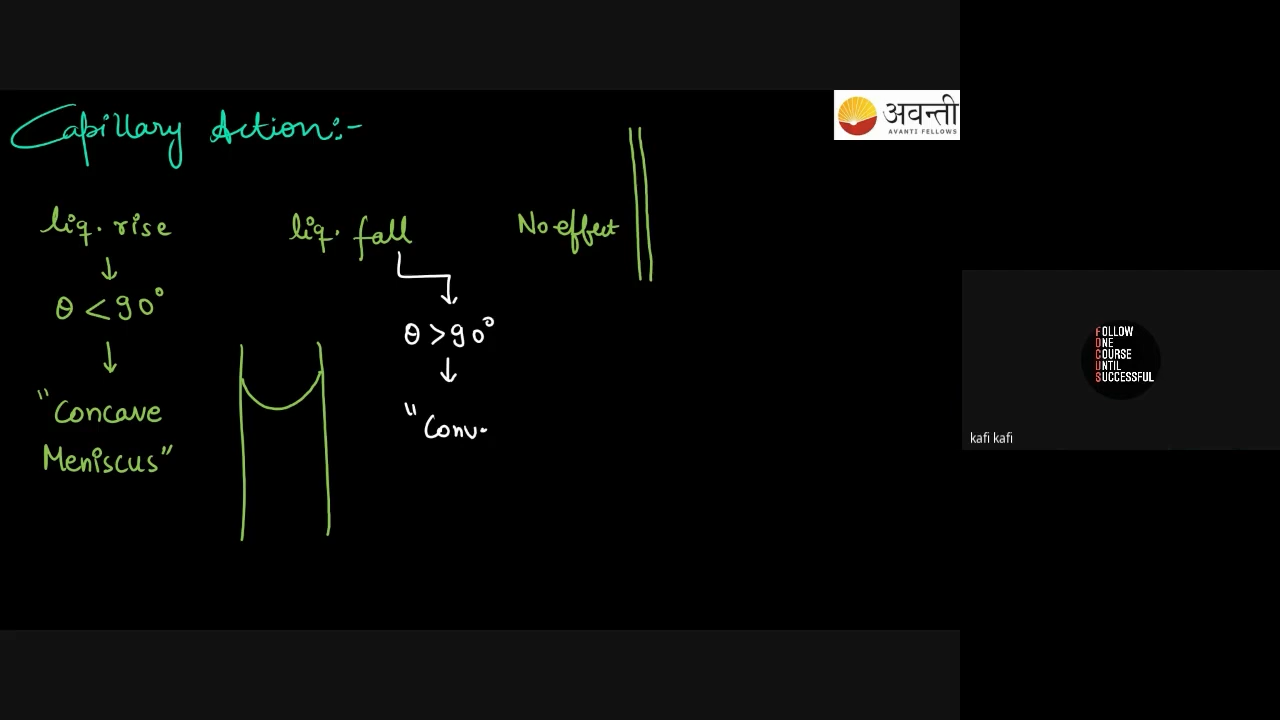 Capillary Action:-
अवन्ती
AVANTI FELLOWS
liq. rise
liq. fall
No effect
↓
θ < 90°
θ > 90°
↓
↓
"Concave
Meniscus"
"Conv.
FOLLOW
ONE
COURSE
UNTIL
SUCCESSFUL
kafi kafi